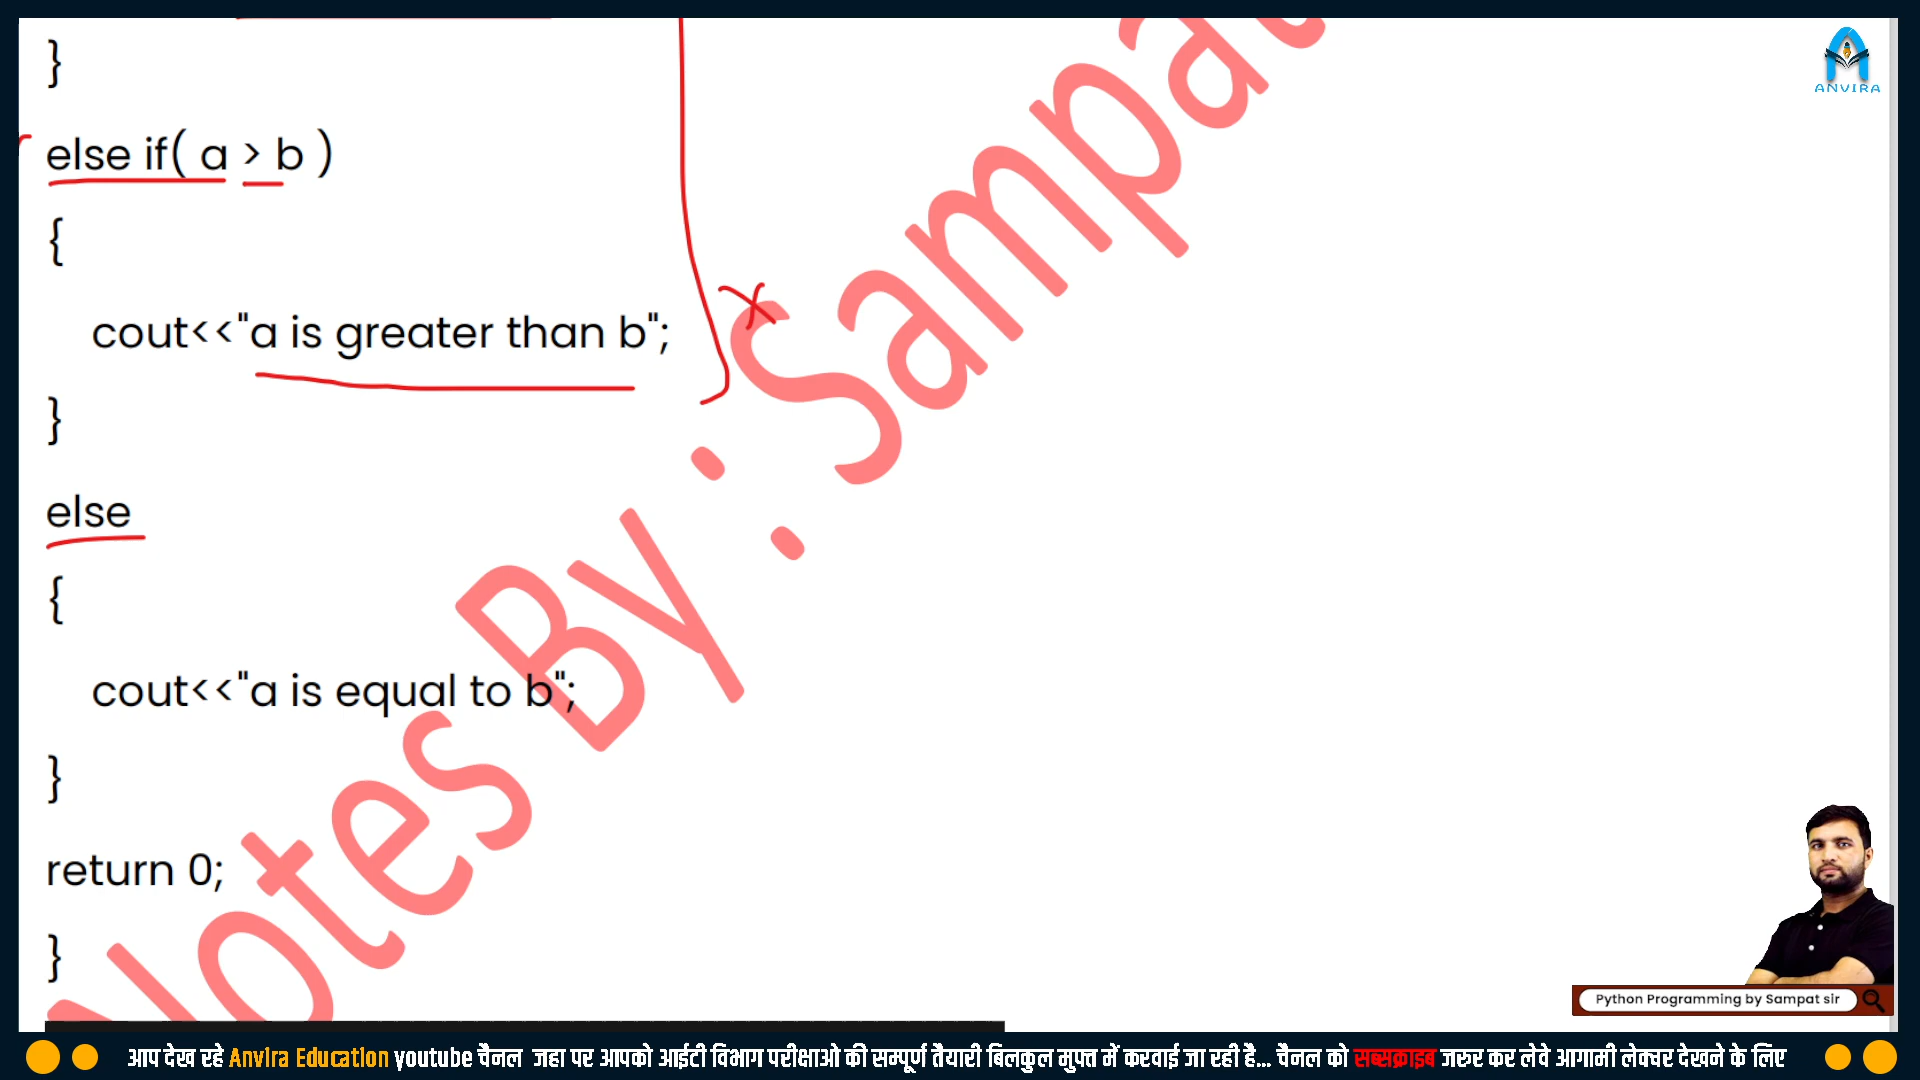 }
ANVIRA
else if( a > b )
{
cout<<"a is greater than b";
}
else
{
cout<<"a is equal to b";
}
return 0;
}
Notes By : Sampat
Python Programming by Sampat sir
आप देख रहे Anvira Education youtube चैनल जहा पर आपको आईटी विभाग परीक्षाओ की सम्पूर्ण तैयारी बिलकुल मुफ्त में करवाई जा रही है... चैनल को सब्सक्राइब जरुर कर लेवे आगामी लेक्चर देखने के लिए